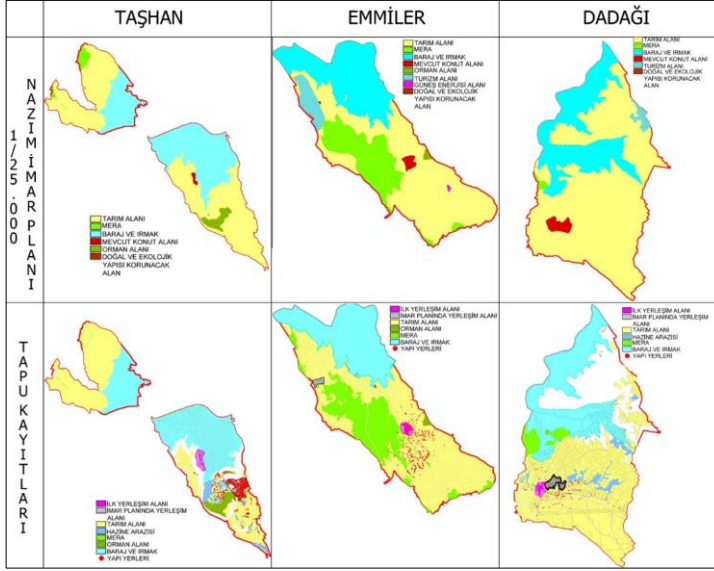 TAŞHAN
EMMİLER
DADAĞI
NAZIM İMAR PLANI
1/25.000
TARIM ALANI
MERA
BARAJ VE IRMAK
MEVCUT KONUT ALANI
ORMAN ALANI
DOĞAL VE EKOLOJİK
YAPISI KORUNACAK
ALAN
TARIM ALANI
MERA
BARAJ VE IRMAK
MEVCUT KONUT ALANI
ORMAN ALANI
TURİZM ALANI
GÜNEŞ ENERJİSİ ALANI
DOĞAL VE EKOLOJİK
YAPISI KORUNACAK
ALAN
TARIM ALANI
MERA
BARAJ VE IRMAK
MEVCUT KONUT ALANI
TURİZM ALANI
DOĞAL VE EKOLOJİK
YAPISI KORUNACAK
ALAN
TAPU KAYITLARI
İLK YERLEŞİM ALANI
İMAR PLANINDA YERLEŞİM
ALANI
TARIM ALANI
HAZİNE ARAZİSİ
MERA
ORMAN ALANI
BARAJ VE IRMAK
YAPI YERLERİ
İLK YERLEŞİM ALANI
İMAR PLANINDA YERLEŞİM ALANI
TARIM ALANI
ORMAN ALANI
MERA
BARAJ VE IRMAK
YAPI YERLERİ
İLK YERLEŞİM ALANI
İMAR PLANINDA YERLEŞİM
ALANI
TARIM ALANI
HAZİNE ARAZİSİ
MERA
BARAJ VE IRMAK
YAPI YERLERİ